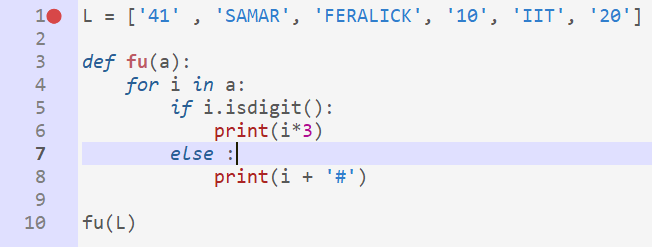 1 L = ['41' , 'SAMAR', 'FERALICK', '10', 'IIT', '20']
2
3 def fu(a):
4     for i in a:
5         if i.isdigit():
6             print(i*3)
7         else :
8             print(i + '#')
9
10 fu(L)